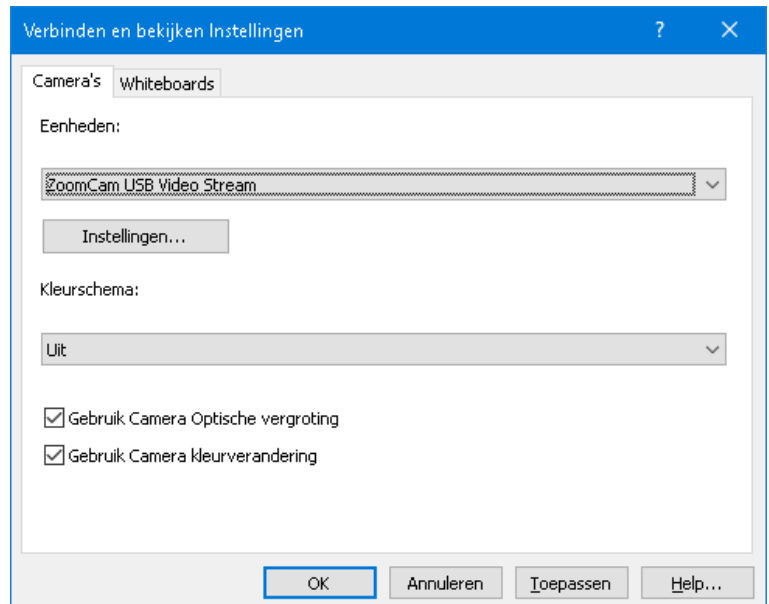 Verbinden en bekijken Instellingen ?
Camera's Whiteboards
Eenheden:
ZoomCam USB Video Stream
Instellingen...
Kleurschema:
Uit
Gebruik Camera Optische vergroting
Gebruik Camera kleurverandering
OK Annuleren Toepassen Help...